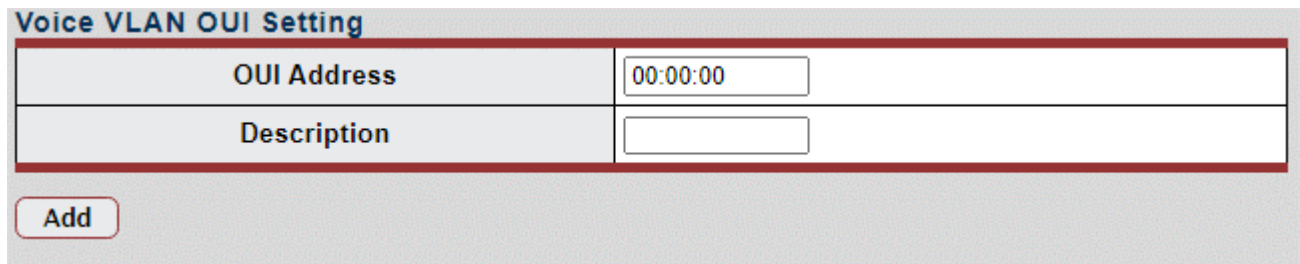 Voice VLAN OUI Setting
OUI Address 00:00:00
Description
Add